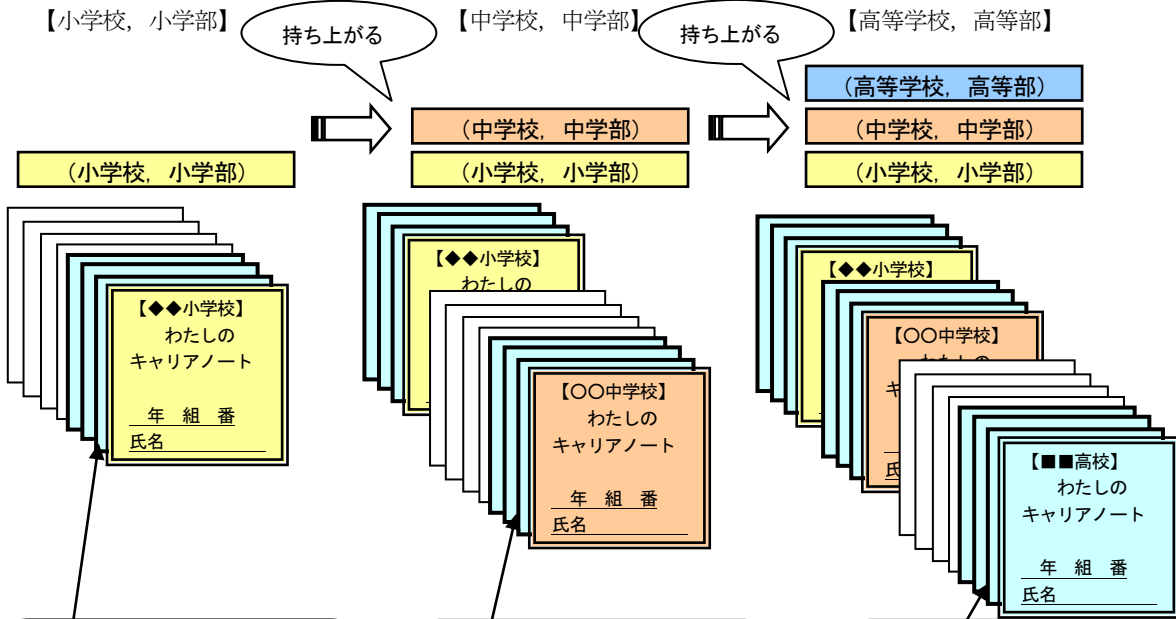 【小学校，小学部】
持ち上がる
【中学校，中学部】
持ち上がる
【高等学校，高等部】
（高等学校，高等部）
（中学校，中学部）
（中学校，中学部）
（小学校，小学部）
（小学校，小学部）
（小学校，小学部）
【◆◆小学校】
わたしの
キャリアノート
年 組 番
氏名
【◆◆小学校】
わたしの
【〇〇中学校】
わたしの
キャリアノート
年 組 番
氏名
【◆◆小学校】
【〇〇中学校】
わたしの
キ
氏
【■■高校】
わたしの
キャリアノート
年 組 番
氏名